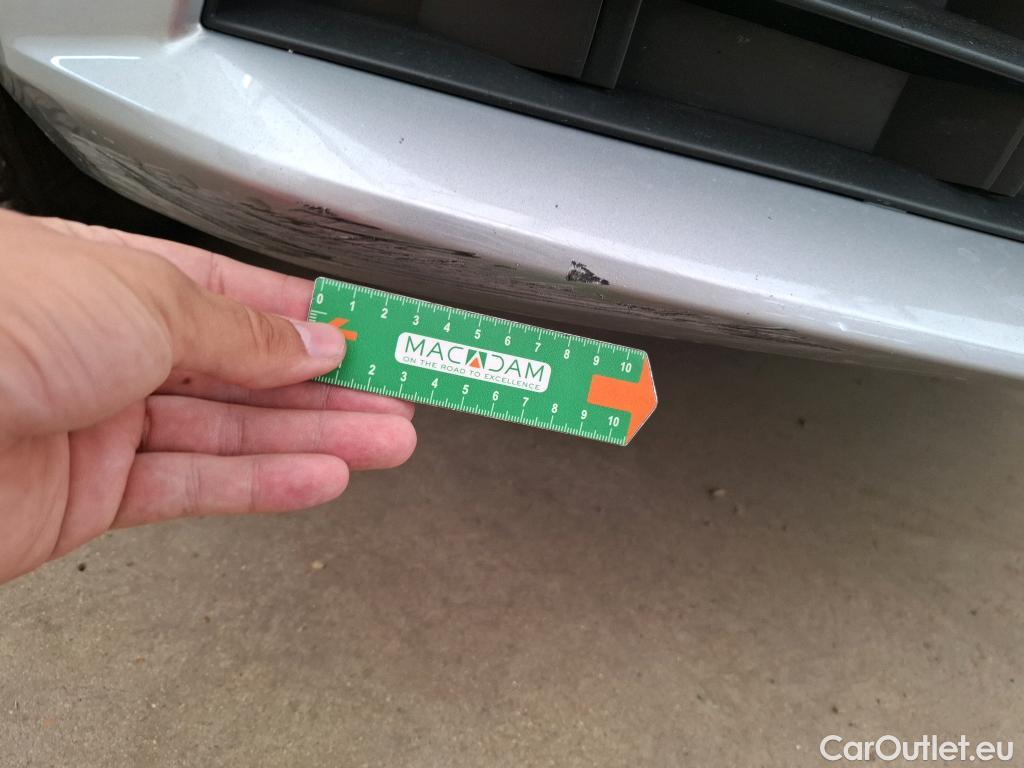 0 1 2 3 4 5 6 7 8 9 10
MACADAM
ON THE ROAD TO EXCELLENCE
2 3 4 5 6 7 8 9 10
CarOutlet.eu